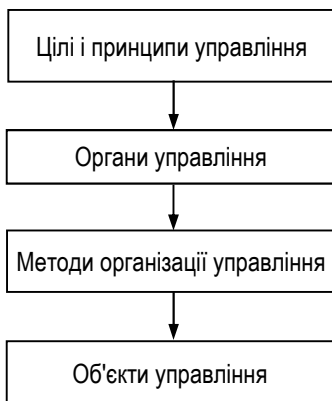 Цілі і принципи управління
Органи управління
Методи організації управління
Об'єкти управління